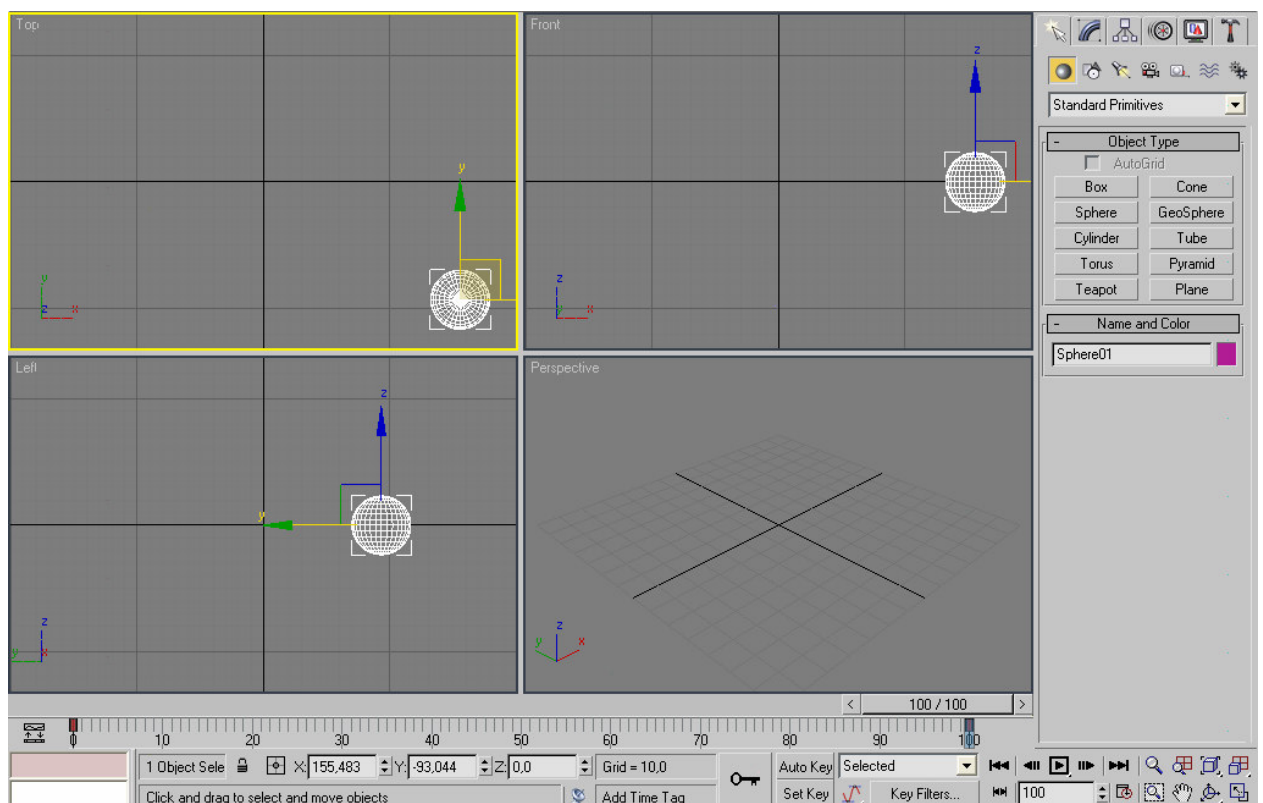 Top
y
y
z x
Front
z
z
y x
Left
z
y
z
y x
Perspective
z
y x
Standard Primitives
- Object Type
AutoGrid
Box Cone
Sphere GeoSphere
Cylinder Tube
Torus Pyramid
Teapot Plane
- Name and Color
Sphere01
< 100 / 100 >
0 10 20 30 40 50 60 70 80 90 100
1 Object Sele X: 155,483 Y: -93,044 Z: 0,0 Grid = 10,0 Auto Key Selected
Click and drag to select and move objects Add Time Tag Set Key Key Filters... 100